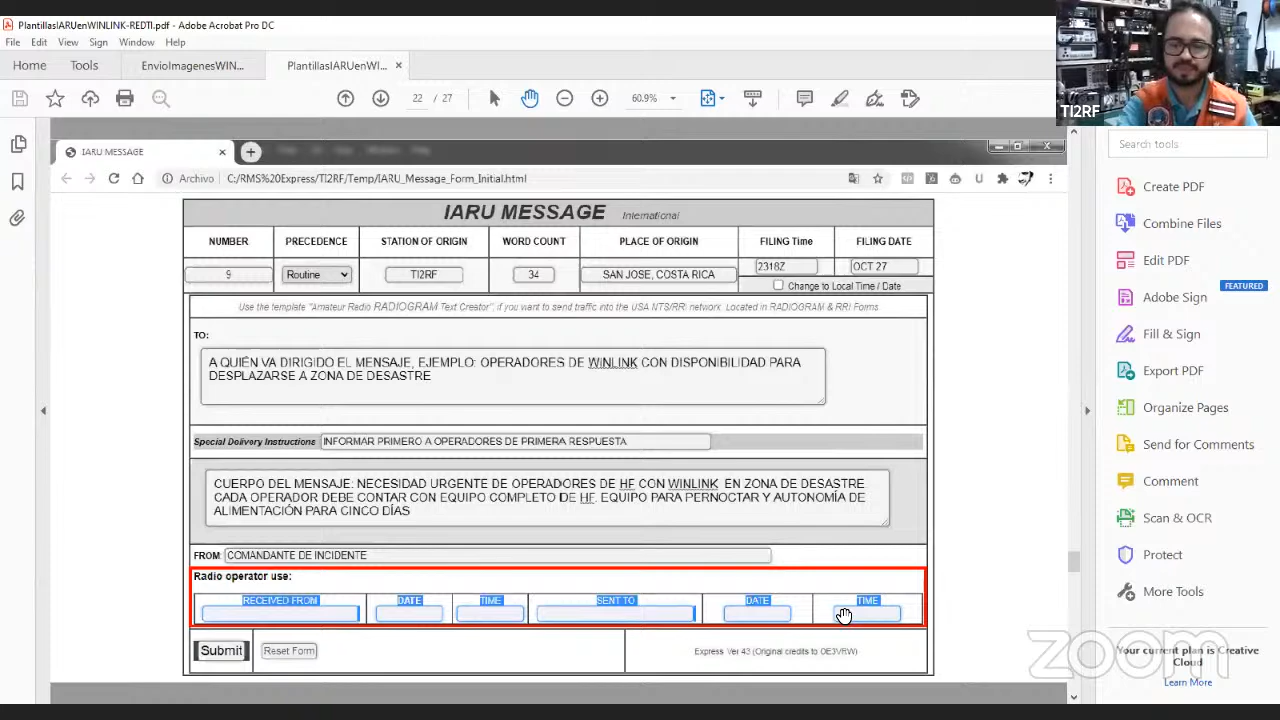 PlantillasIARUenWINLINK-REDTI.pdf - Adobe Acrobat Pro DC
File Edit View Sign Window Help
Home Tools EnvioImagenesWIN... PlantillasIARUenWI... ×
22 / 27 60.9%
TI2RF
IARU MESSAGE
Archivo C:/RMS%20Express/TI2RF/Temp/IARU_Message_Form_Initial.html
IARU MESSAGE International
NUMBER PRECEDENCE STATION OF ORIGIN WORD COUNT PLACE OF ORIGIN FILING Time FILING DATE
9 Routine TI2RF 34 SAN JOSE, COSTA RICA 2318Z OCT 27
Change to Local Time / Date
Use the template "Amateur Radio RADIOGRAM Text Creator", if you want to send traffic into the USA NTS/RRI network. Located in RADIOGRAM & RRI Forms
TO:
A QUIÉN VA DIRIGIDO EL MENSAJE, EJEMPLO: OPERADORES DE WINLINK CON DISPONIBILIDAD PARA
DESPLAZARSE A ZONA DE DESASTRE
Special Delivery Instructions INFORMAR PRIMERO A OPERADORES DE PRIMERA RESPUESTA
CUERPO DEL MENSAJE: NECESIDAD URGENTE DE OPERADORES DE HF CON WINLINK EN ZONA DE DESASTRE
CADA OPERADOR DEBE CONTAR CON EQUIPO COMPLETO DE HF. EQUIPO PARA PERNOCTAR Y AUTONOMÍA DE
ALIMENTACIÓN PARA CINCO DÍAS
FROM: COMANDANTE DE INCIDENTE
Radio operator use:
RECEIVED FROM DATE TIME SENT TO DATE TIME
Submit Reset Form Express Ver 43 (Original credits to OE3VRW)
Search tools
Create PDF
Combine Files
Edit PDF
FEATURED
Adobe Sign
Fill & Sign
Export PDF
Organize Pages
Send for Comments
Comment
Scan & OCR
Protect
More Tools
zoom
Your current plan is Creative
Cloud
Learn More